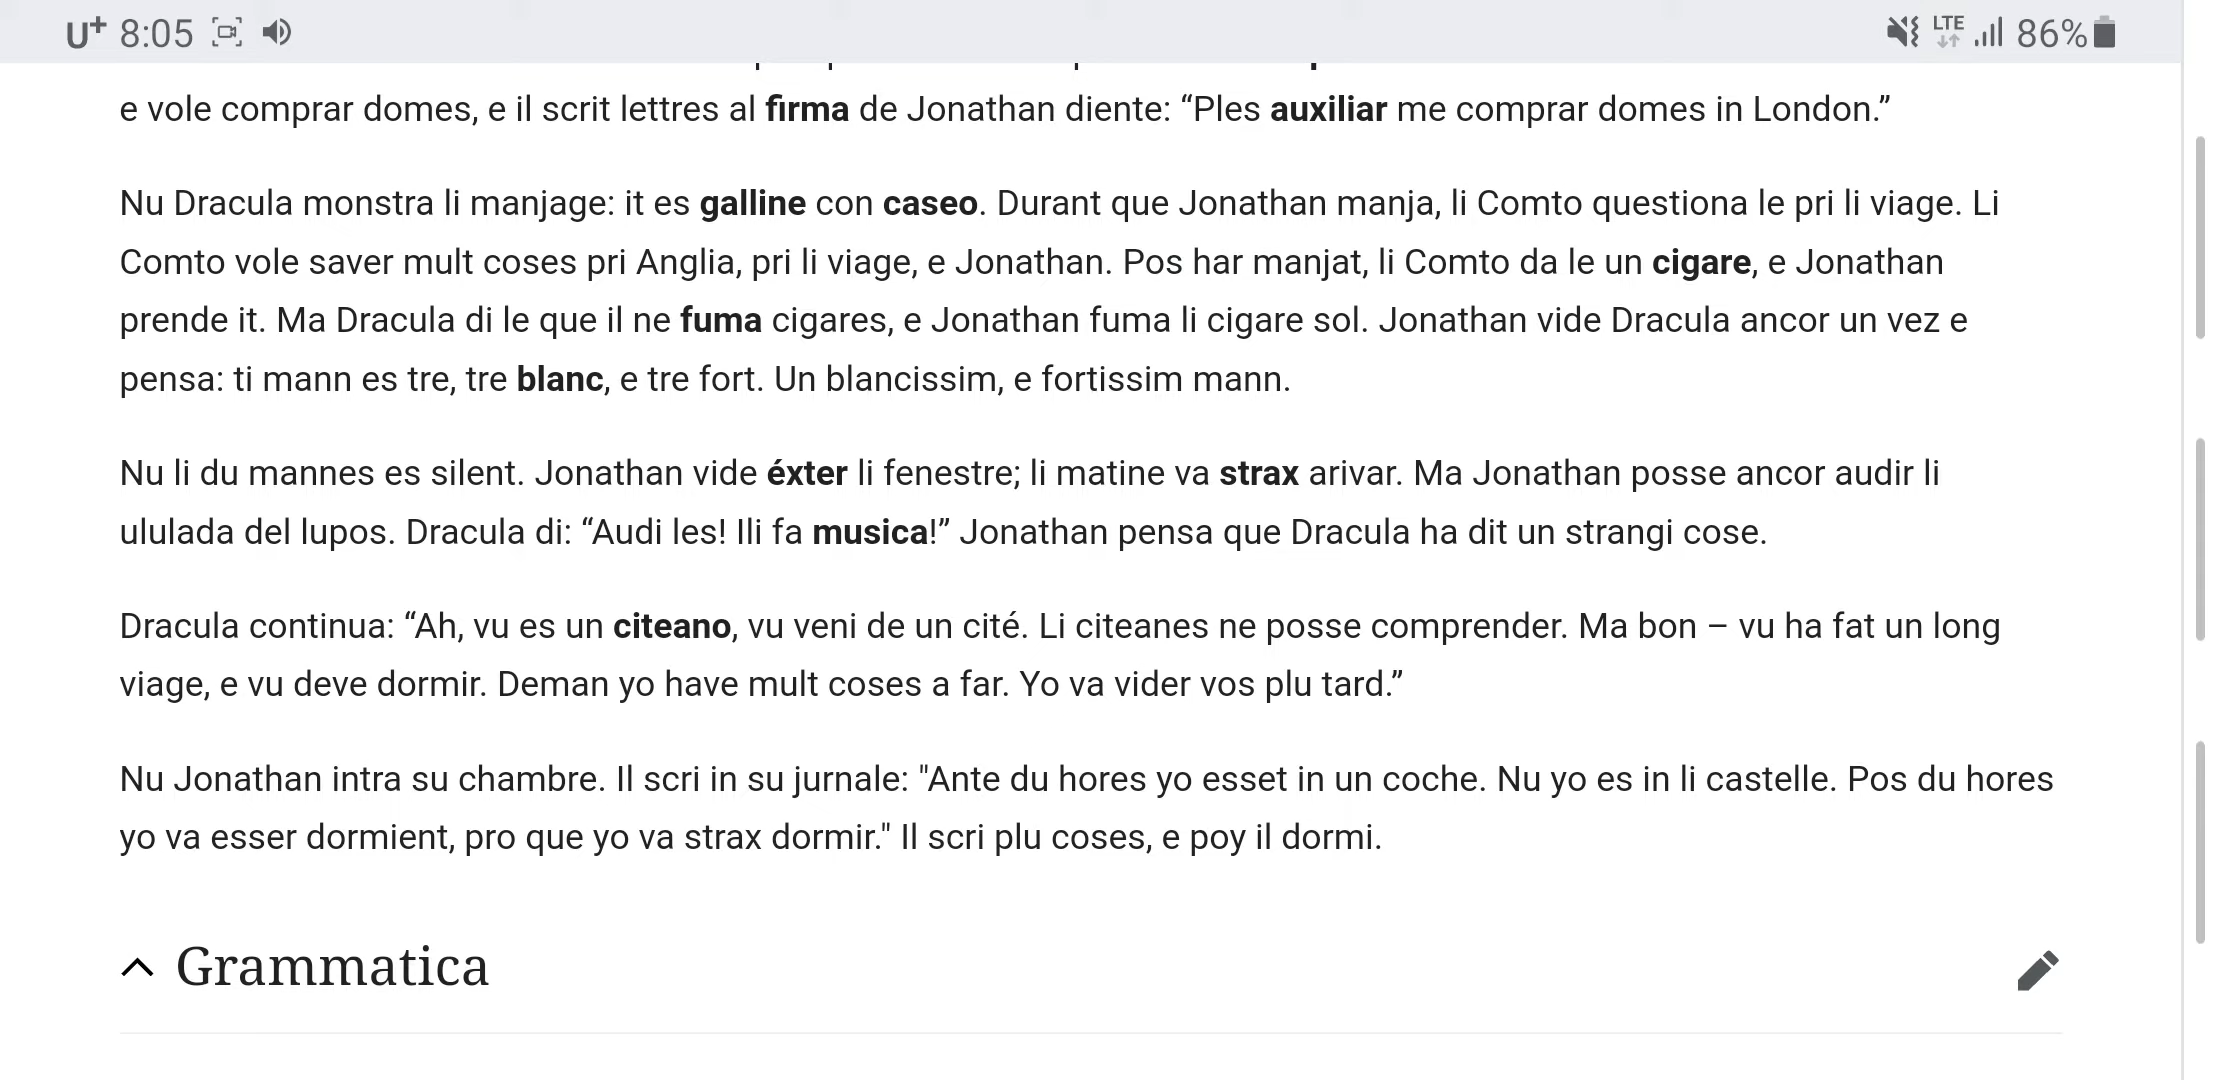 U+ 8:05 LTE 86%
e vole comprar domes, e il scrit lettres al firma de Jonathan diente: “Ples auxiliar me comprar domes in London.”
Nu Dracula monstra li manjage: it es galline con caseo. Durant que Jonathan manja, li Comto questiona le pri li viage. Li
Comto vole saver mult coses pri Anglia, pri li viage, e Jonathan. Pos har manjat, li Comto da le un cigare, e Jonathan
prende it. Ma Dracula di le que il ne fuma cigares, e Jonathan fuma li cigare sol. Jonathan vide Dracula ancor un vez e
pensa: ti mann es tre, tre blanc, e tre fort. Un blancissim, e fortissim mann.
Nu li du mannes es silent. Jonathan vide éxter li fenestre; li matine va strax arivar. Ma Jonathan posse ancor audir li
ululada del lupos. Dracula di: “Audi les! Ili fa musica!” Jonathan pensa que Dracula ha dit un strangi cose.
Dracula continua: “Ah, vu es un citeano, vu veni de un cité. Li citeanes ne posse comprender. Ma bon – vu ha fat un long
viage, e vu deve dormir. Deman yo have mult coses a far. Yo va vider vos plu tard.”
Nu Jonathan intra su chambre. Il scri in su jurnale: "Ante du hores yo esset in un coche. Nu yo es in li castelle. Pos du hores
yo va esser dormient, pro que yo va strax dormir." Il scri plu coses, e poy il dormi.
Grammatica